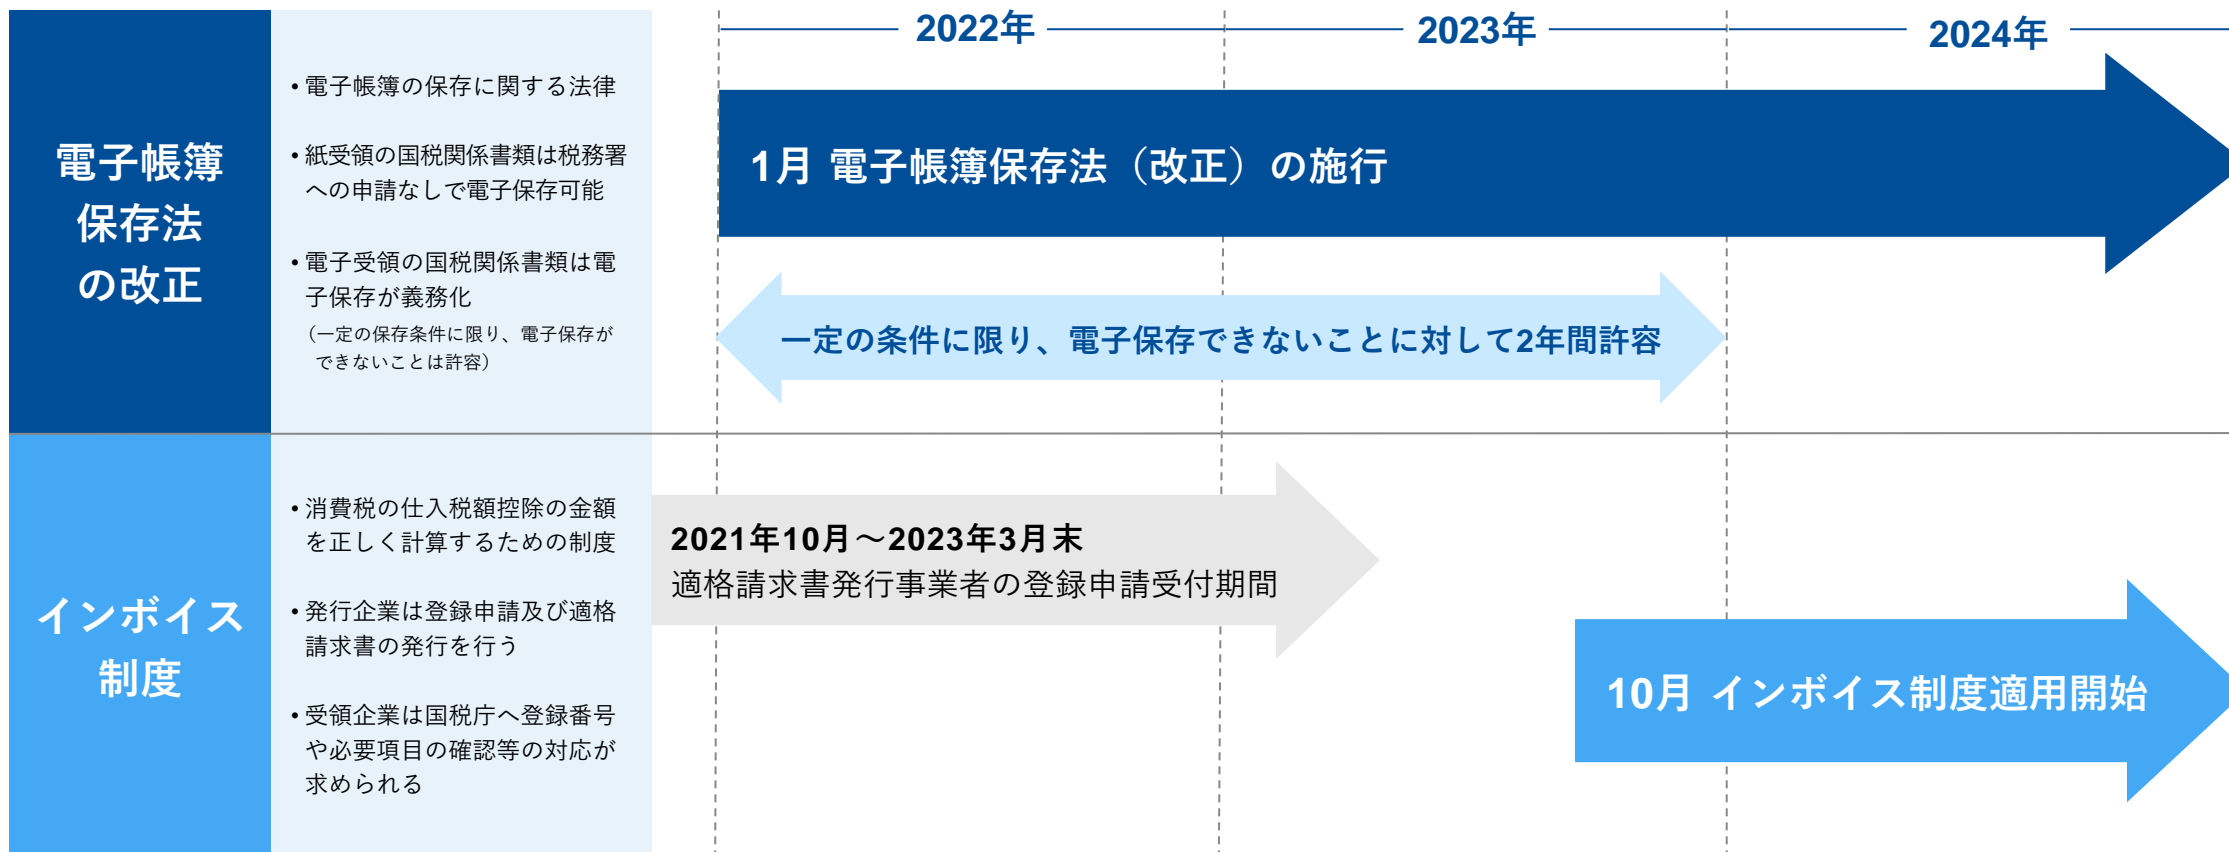 2022年
2023年
2024年
電子帳簿
保存法
の改正
• 電子帳簿の保存に関する法律
• 紙受領の国税関係書類は税務署
への申請なしで電子保存可能
• 電子受領の国税関係書類は電
子保存が義務化
（一定の保存条件に限り、電子保存が
できないことは許容）
1月 電子帳簿保存法（改正）の施行
一定の条件に限り、電子保存できないことに対して2年間許容
インボイス
制度
• 消費税の仕入税額控除の金額
を正しく計算するための制度
• 発行企業は登録申請及び適格
請求書の発行を行う
• 受領企業は国税庁へ登録番号
や必要項目の確認等の対応が
求められる
2021年10月～2023年3月末
適格請求書発行事業者の登録申請受付期間
10月 インボイス制度適用開始